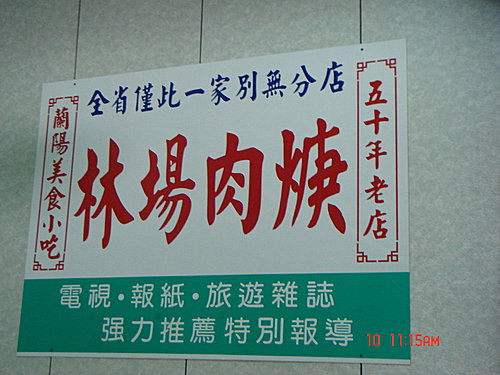 全省僅此一家別無分店
蘭陽美食小吃
林場肉焿
五十年老店
電視·報紙·旅遊雜誌
强力推薦特別報導
10 11:15AM